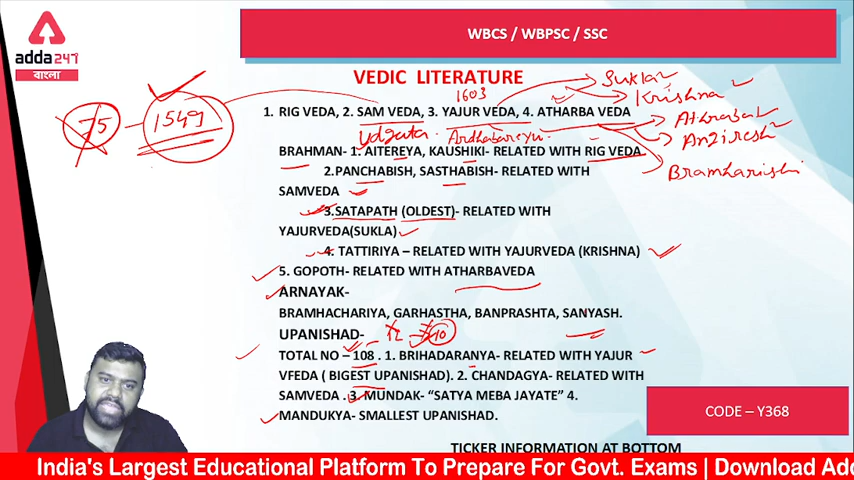 WBCS / WBPSC / SSC
adda247
বাংলা
VEDIC LITERATURE
1603
Sukla
Krishna
75 - 1549
1. RIG VEDA, 2. SAM VEDA, 3. YAJUR VEDA, 4. ATHARBA VEDA
Udgata. Ardhabareyu.
BRAHMAN- 1. AITEREYA, KAUSHIKI- RELATED WITH RIG VEDA
2.PANCHABISH, SASTHABISH- RELATED WITH
Bramharishi
SAMVEDA
3.SATAPATH (OLDEST)- RELATED WITH
YAJURVEDA(SUKLA)
4. TATTIRIYA – RELATED WITH YAJURVEDA (KRISHNA)
5. GOPOTH- RELATED WITH ATHARBAVEDA
ARNAYAK-
BRAMHACHARIYA, GARHASTHA, BANPRASHTA, SANYASH.
UPANISHAD- 12 10
TOTAL NO – 108 . 1. BRIHADARANYA- RELATED WITH YAJUR
VFEDA ( BIGEST UPANISHAD). 2. CHANDAGYA- RELATED WITH
SAMVEDA . 3. MUNDAK- “SATYA MEBA JAYATE” 4.
MANDUKYA- SMALLEST UPANISHAD.
CODE – Y368
TICKER INFORMATION AT BOTTOM
India's Largest Educational Platform To Prepare For Govt. Exams | Download Add